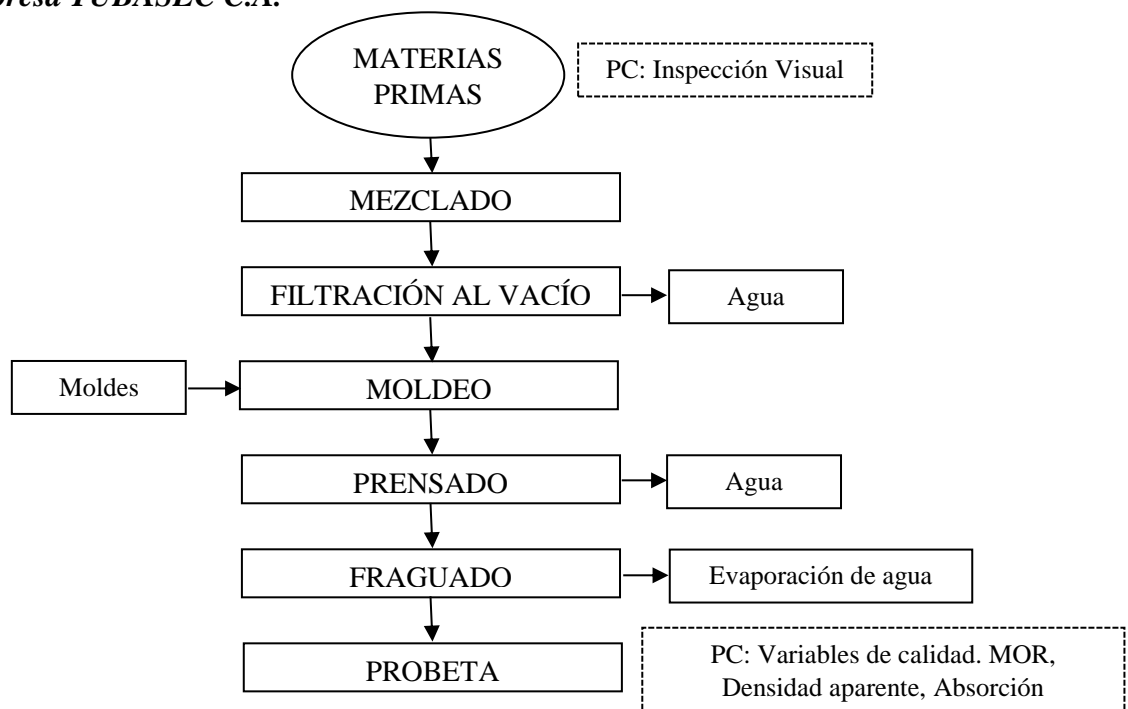 TUBASEC C.A.
MATERIAS
PRIMAS
PC: Inspección Visual
MEZCLADO
FILTRACIÓN AL VACÍO
Agua
Moldes
MOLDEO
PRENSADO
Agua
FRAGUADO
Evaporación de agua
PROBETA
PC: Variables de calidad. MOR,
Densidad aparente, Absorción